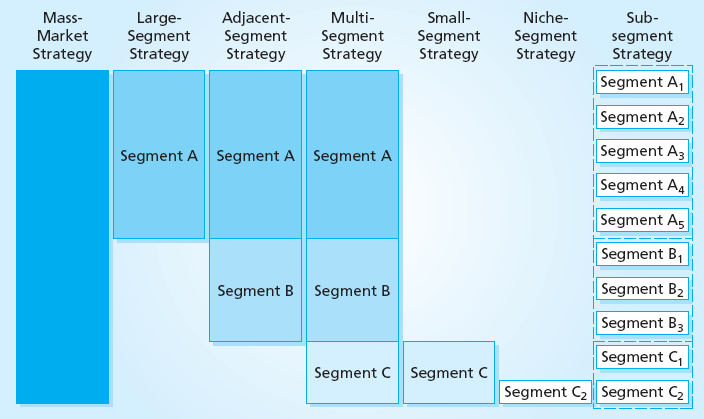 Mass-
Market
Strategy
Large-
Segment
Strategy
Adjacent-
Segment
Strategy
Multi-
Segment
Strategy
Small-
Segment
Strategy
Niche-
Segment
Strategy
Sub-
segment
Strategy
Segment A
Segment A
Segment B
Segment A
Segment B
Segment C
Segment C
Segment C₂
Segment A₁
Segment A₂
Segment A₃
Segment A₄
Segment A₅
Segment B₁
Segment B₂
Segment B₃
Segment C₁
Segment C₂